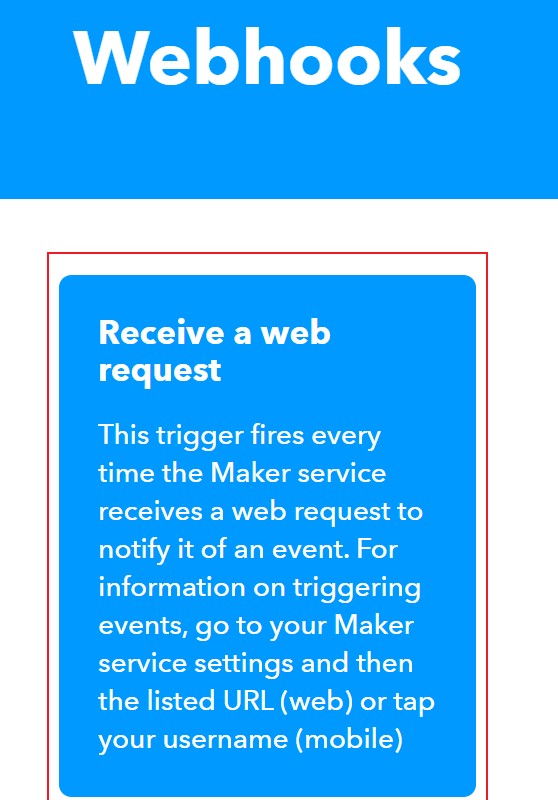 Webhooks
Receive a web
request
This trigger fires every
time the Maker service
receives a web request to
notify it of an event. For
information on triggering
events, go to your Maker
service settings and then
the listed URL (web) or tap
your username (mobile)